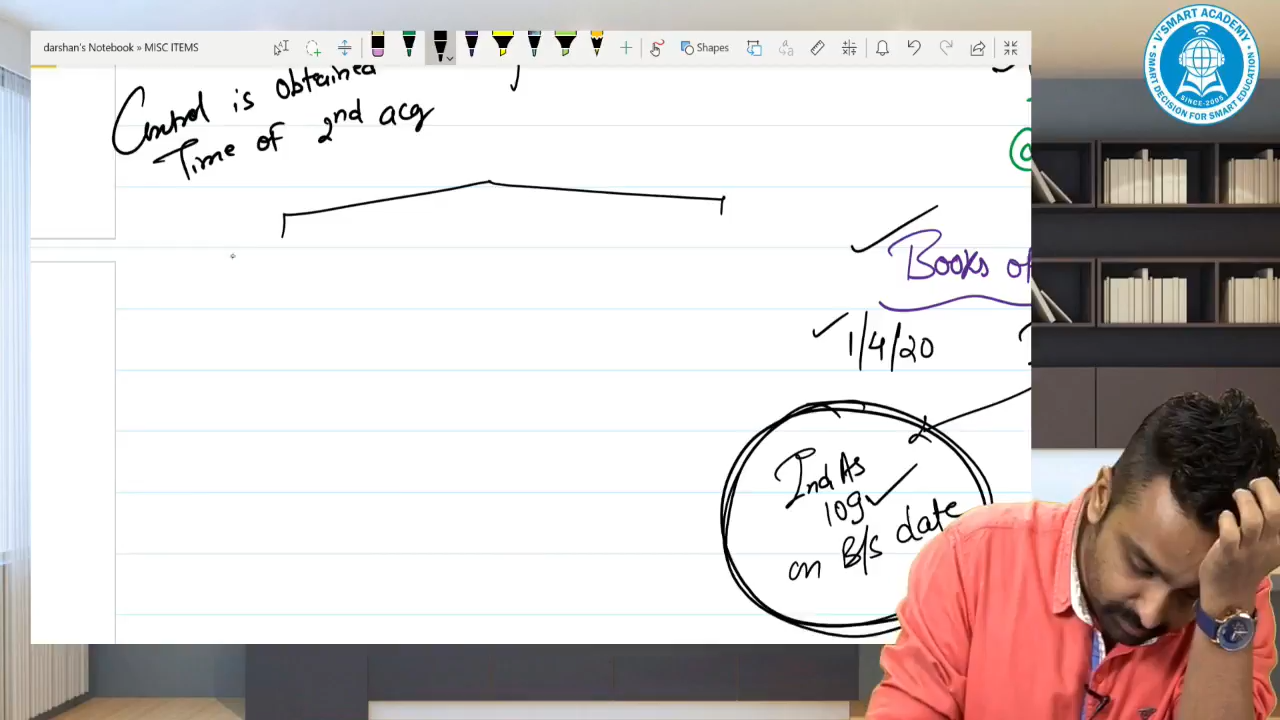 darshan's Notebook » MISC ITEMS
Shapes
Control is obtained
Time of 2nd acq
Books of
1/4/20
Ind As
109
on B/s date
V'SMART ACADEMY
SINCE-2005
SMART DECISION FOR SMART EDUCATION